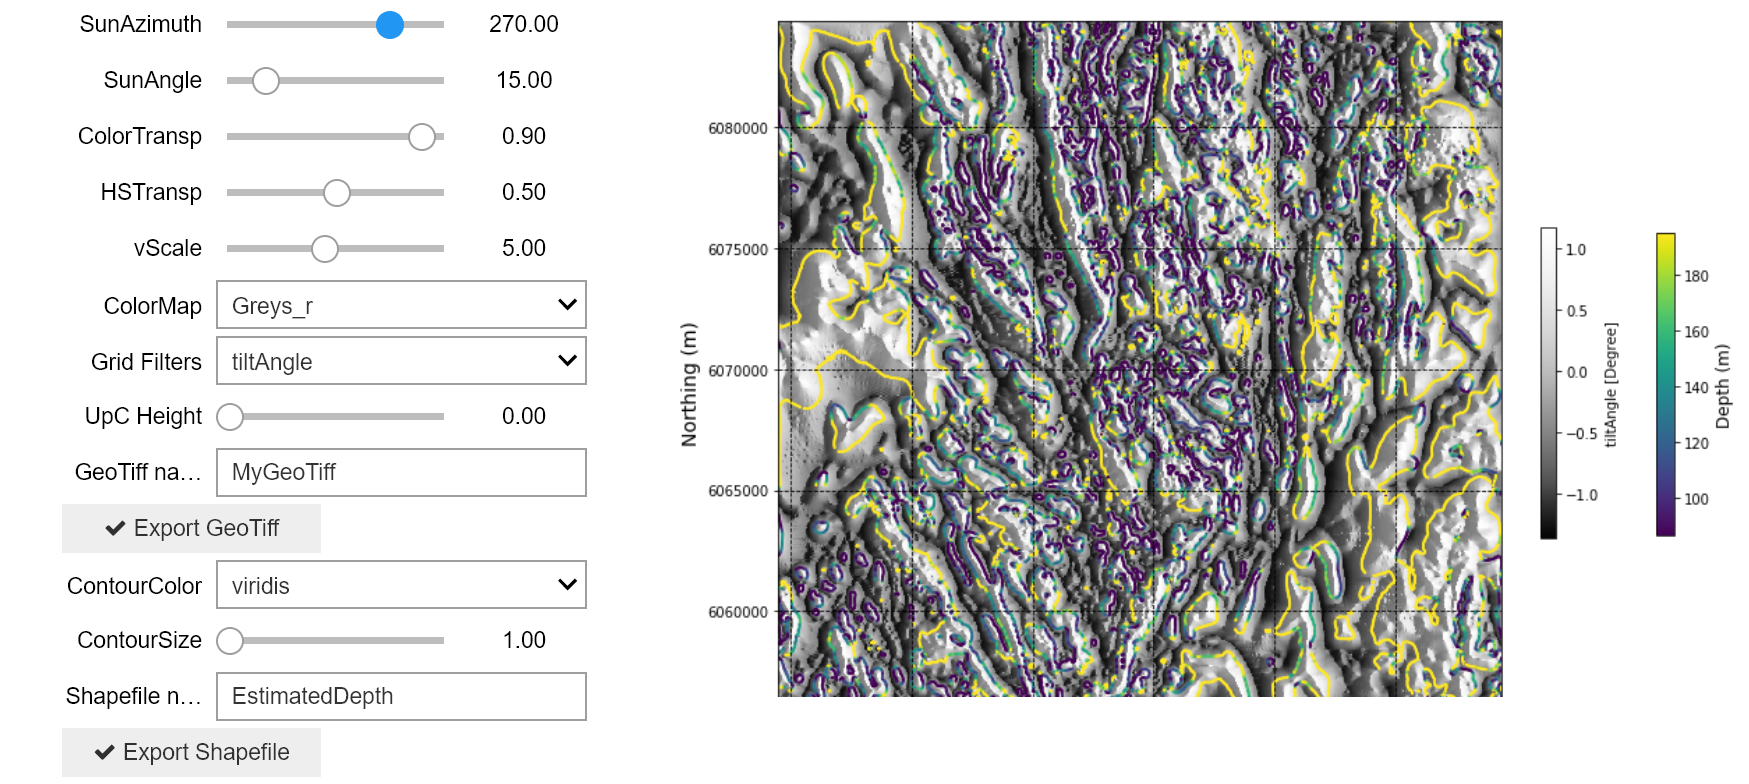 SunAzimuth 270.00
SunAngle 15.00
ColorTransp 0.90
HSTransp 0.50
vScale 5.00
ColorMap Greys_r
Grid Filters tiltAngle
UpC Height 0.00
GeoTiff na… MyGeoTiff
Export GeoTiff
ContourColor viridis
ContourSize 1.00
Shapefile n… EstimatedDepth
Export Shapefile
Northing (m)
6080000
6075000
6070000
6065000
6060000
1.0
0.5
0.0
−0.5
−1.0
tiltAngle [Degree]
180
160
140
120
100
Depth (m)